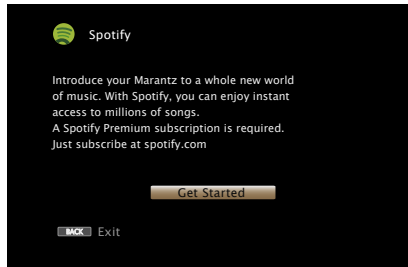 Spotify
Introduce your Marantz to a whole new world
of music. With Spotify, you can enjoy instant
access to millions of songs.
A Spotify Premium subscription is required.
Just subscribe at spotify.com
Get Started
BACK Exit